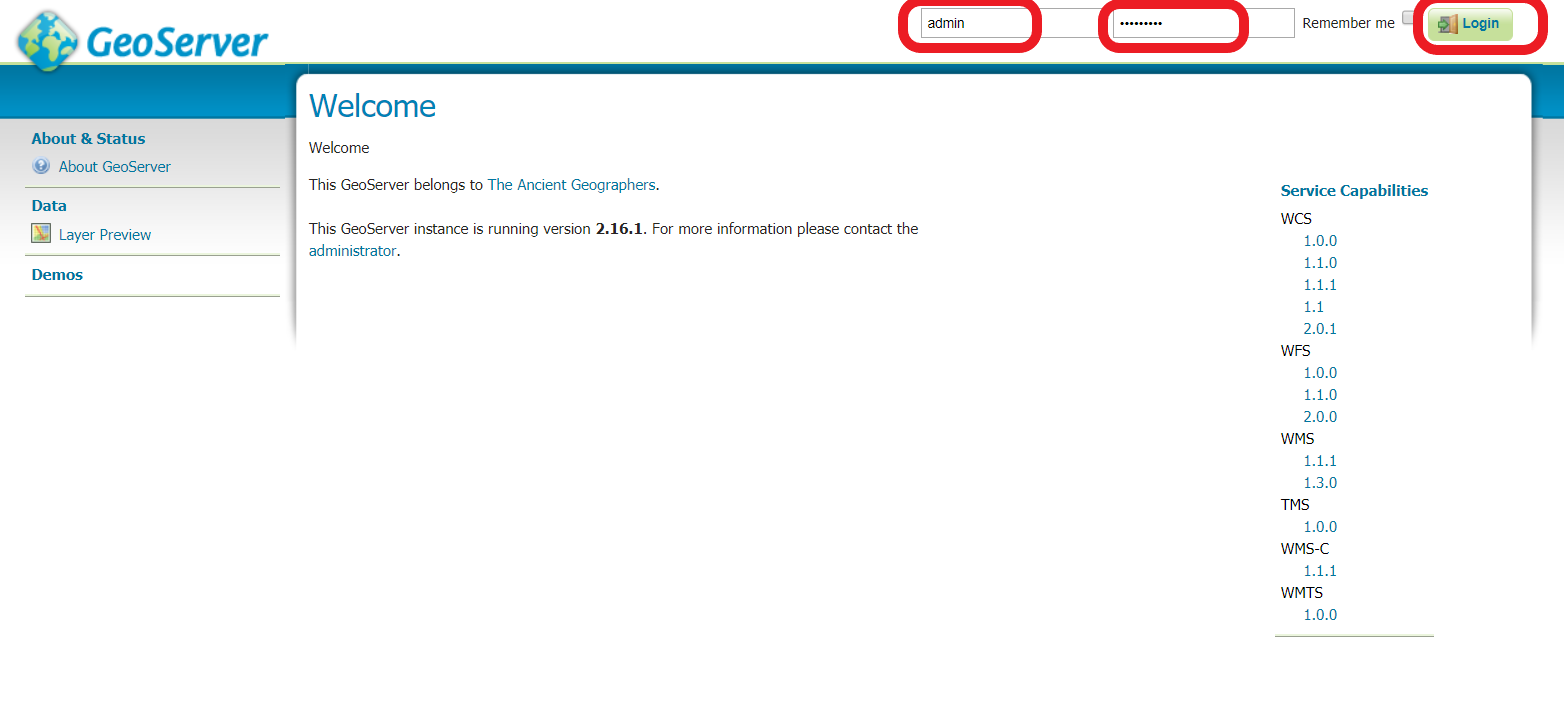 GeoServer
admin
•••••••••
Remember me
Login
About & Status
About GeoServer
Data
Layer Preview
Demos
Welcome
Welcome
This GeoServer belongs to The Ancient Geographers.
This GeoServer instance is running version 2.16.1. For more information please contact the
administrator.
Service Capabilities
WCS
1.0.0
1.1.0
1.1.1
1.1
2.0.1
WFS
1.0.0
1.1.0
2.0.0
WMS
1.1.1
1.3.0
TMS
1.0.0
WMS-C
1.1.1
WMTS
1.0.0